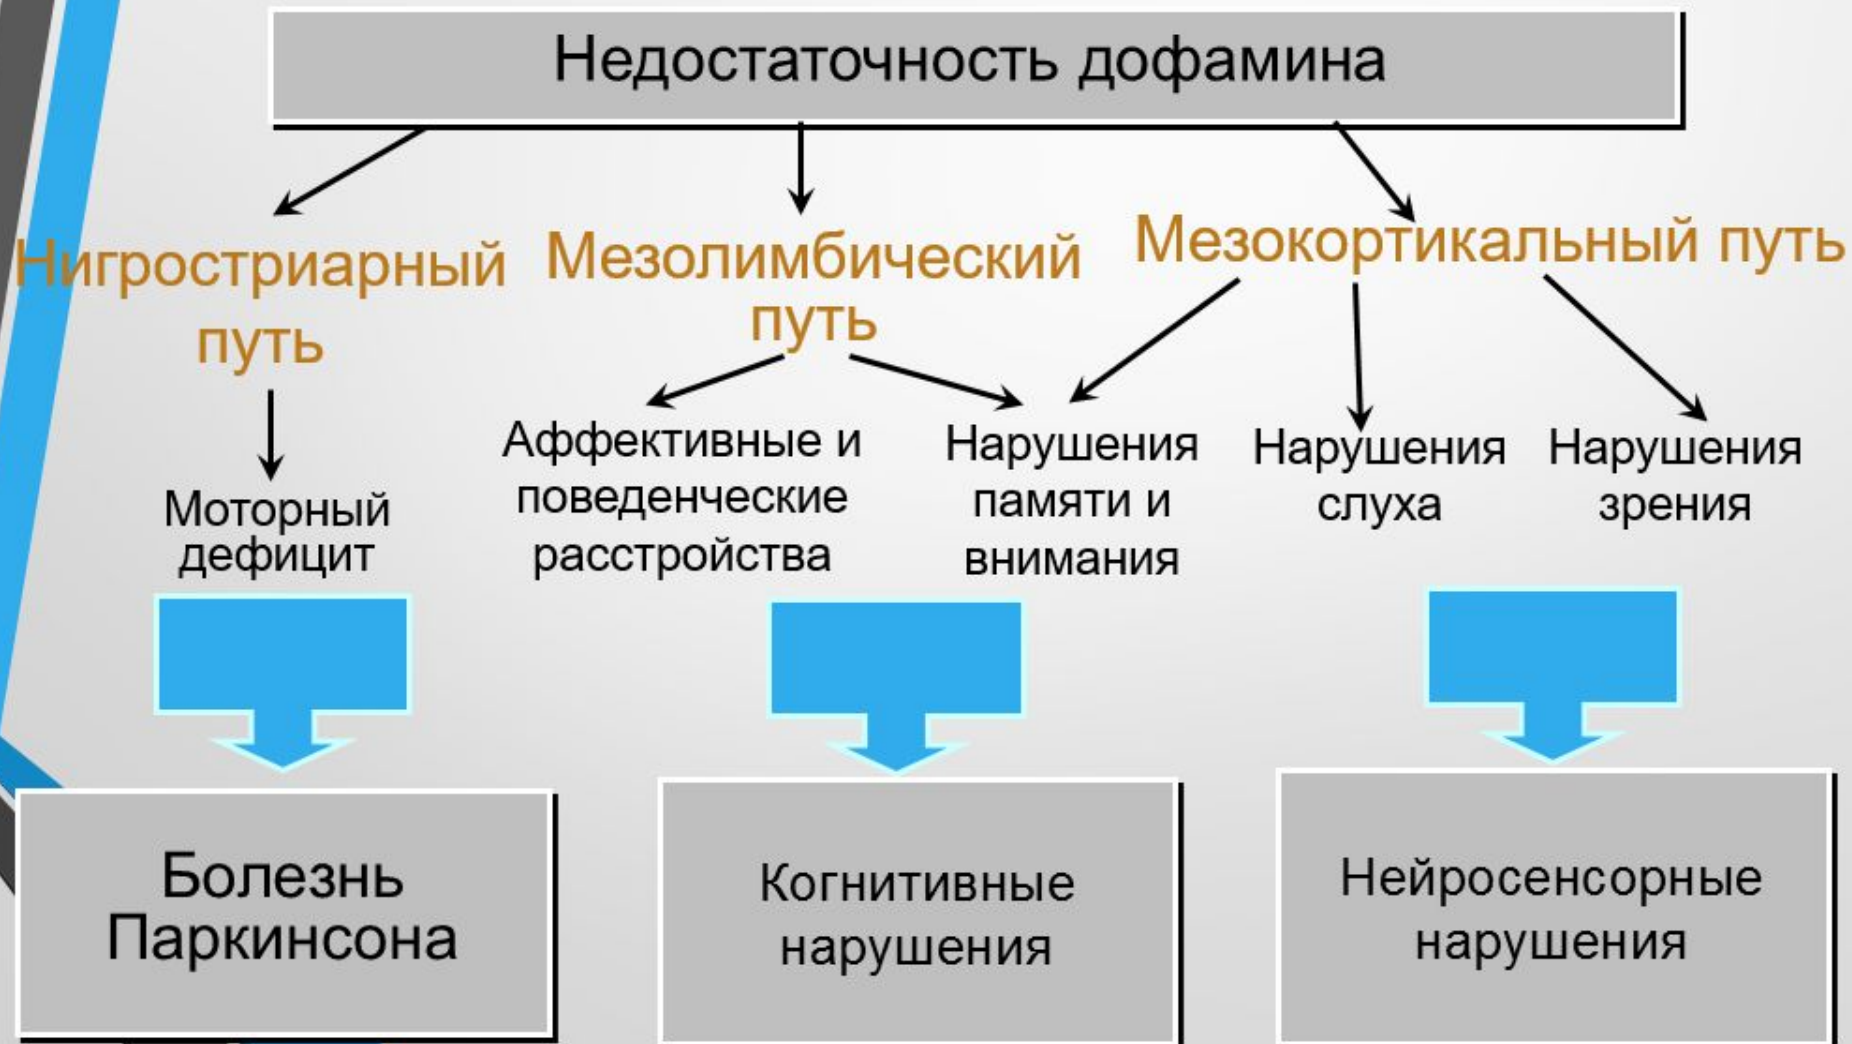 Недостаточность дофамина
Нигростриарный
путь
Мезолимбический
путь
Мезокортикальный путь
Моторный
дефицит
Аффективные и
поведенческие
расстройства
Нарушения
памяти и
внимания
Нарушения
слуха
Нарушения
зрения
Болезнь
Паркинсона
Когнитивные
нарушения
Нейросенсорные
нарушения